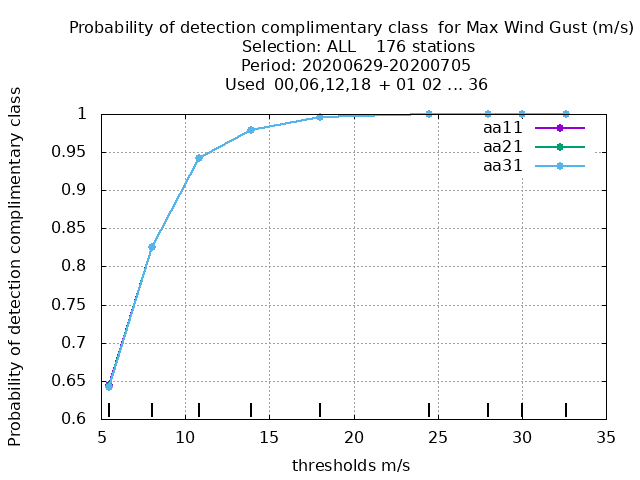 Probability of detection complimentary class  for Max Wind Gust (m/s)
Selection: ALL    176 stations
Period: 20200629-20200705
Used  00,06,12,18  + 01 02 ... 36
Probability of detection complimentary class
1
0.95
0.9
0.85
0.8
0.75
0.7
0.65
0.6
aa11
aa21
aa31
5 10 15 20 25 30 35
thresholds m/s